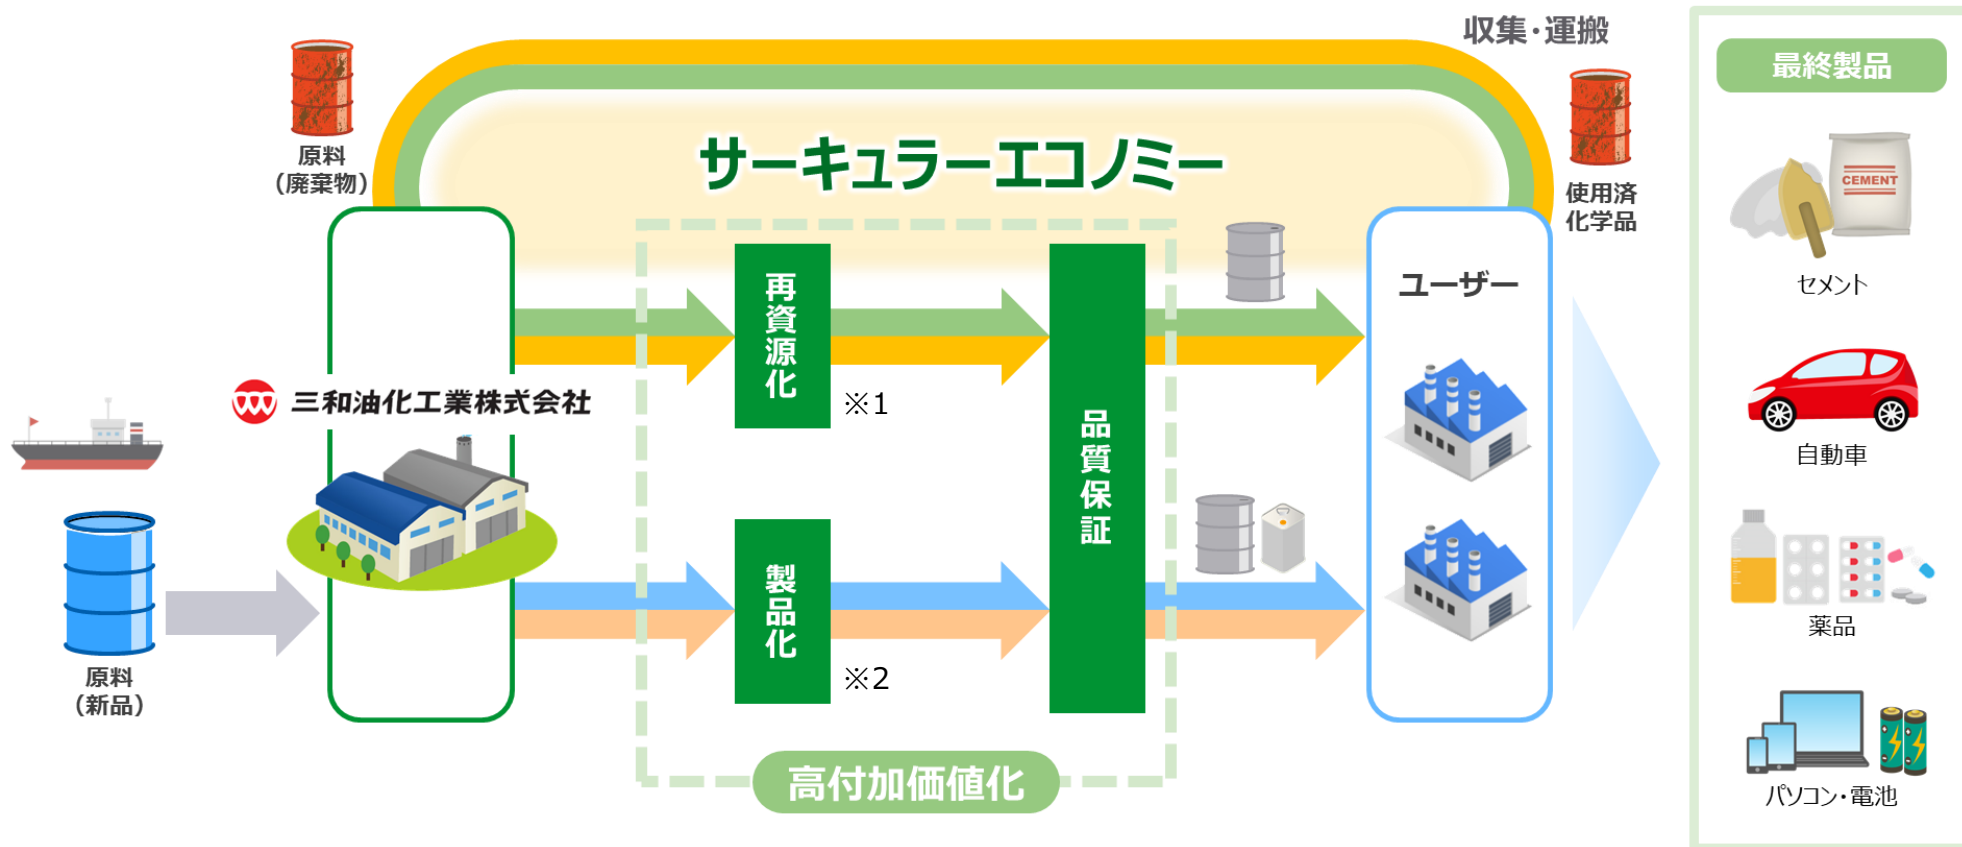 収集・運搬
最終製品
原料
（廃棄物）
サーキュラーエコノミー
使用済
化学品
CEMENT
セメント
再資源化
※1
ユーザー
三和油化工業株式会社
品質保証
自動車
製品化
※2
原料
（新品）
薬品
高付加価値化
パソコン・電池